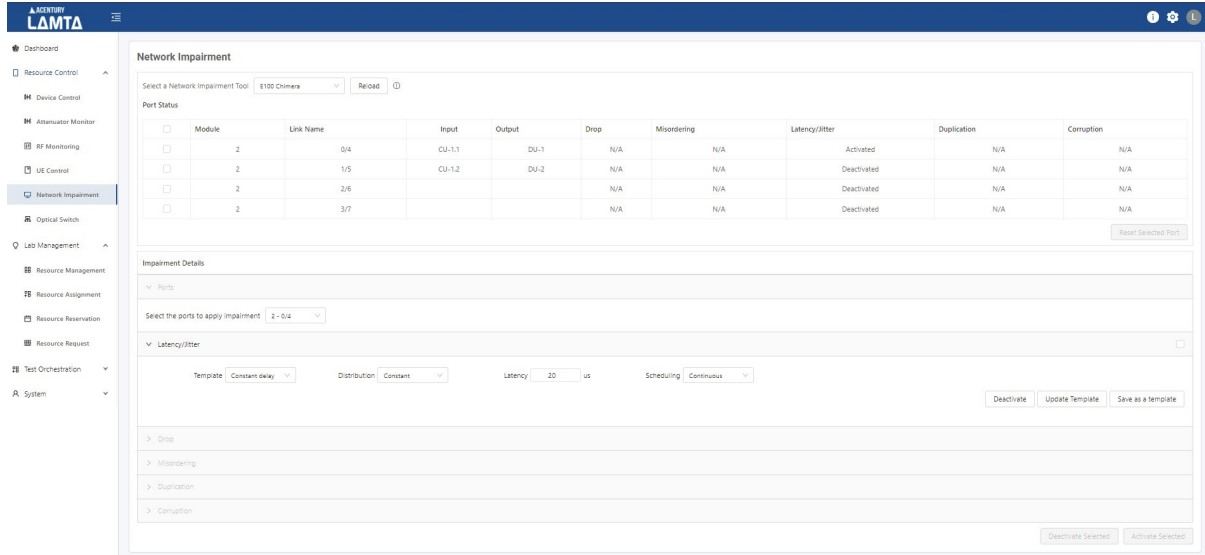 ACENTURY
LAMTA
L
Dashboard
Resource Control
Device Control
Attenuator Monitor
RF Monitoring
UE Control
Network Impairment
Optical Switch
Lab Management
Resource Management
Resource Assignment
Resource Reservation
Resource Request
Test Orchestration
System
Network Impairment
Select a Network Impairment Tool E100 Chimera Reload
Port Status
Module Link Name Input Output Drop Misordering Latency/Jitter Duplication Corruption
2 0/4 CU-1.1 DU-1 N/A N/A Activated N/A N/A
2 1/5 CU-1.2 DU-2 N/A N/A Deactivated N/A N/A
2 2/6 N/A N/A Deactivated N/A N/A
2 3/7 N/A N/A Deactivated N/A N/A
Reset Selected Port
Impairment Details
Ports
Select the ports to apply impairment 2 - 0/4
Latency/Jitter
Template Constant delay Distribution Constant Latency 20 us Scheduling Continuous
Deactivate Update Template Save as a template
Drop
Misordering
Duplication
Corruption
Deactivate Selected Activate Selected